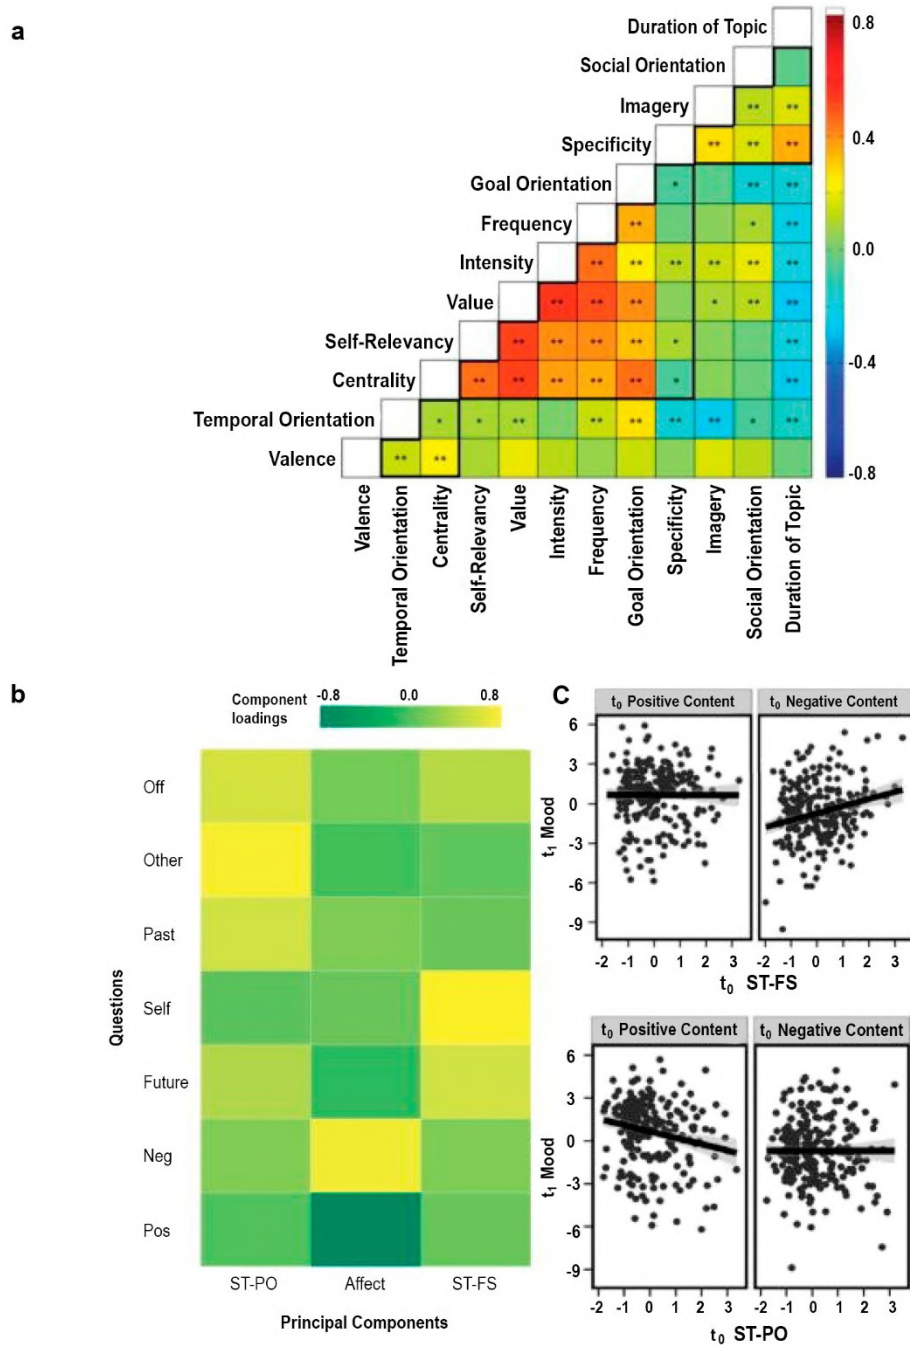 a
Duration of Topic
Social Orientation
Imagery
Specificity
Goal Orientation
Frequency
Intensity
Value
Self-Relevancy
Centrality
Temporal Orientation
Valence
0.8
0.4
0.0
-0.4
-0.8
** **
** ** **
* ** **
** * **
** ** ** ** ** **
** ** ** * ** **
** ** ** ** * **
** ** ** ** ** * **
* * ** ** ** ** ** * **
** **
Valence
Temporal Orientation
Centrality
Self-Relevancy
Value
Intensity
Frequency
Goal Orientation
Specificity
Imagery
Social Orientation
Duration of Topic
b
Component
loadings
-0.8 0.0 0.8
Questions
Off
Other
Past
Self
Future
Neg
Pos
ST-PO Affect ST-FS
Principal Components
C
t0 Positive Content t0 Negative Content
t1 Mood
6
3
0
-3
-6
-9
-2 -1 0 1 2 3 -2 -1 0 1 2 3
t0 ST-FS
t0 Positive Content t0 Negative Content
t1 Mood
6
3
0
-3
-6
-9
-2 -1 0 1 2 3 -2 -1 0 1 2 3
t0 ST-PO